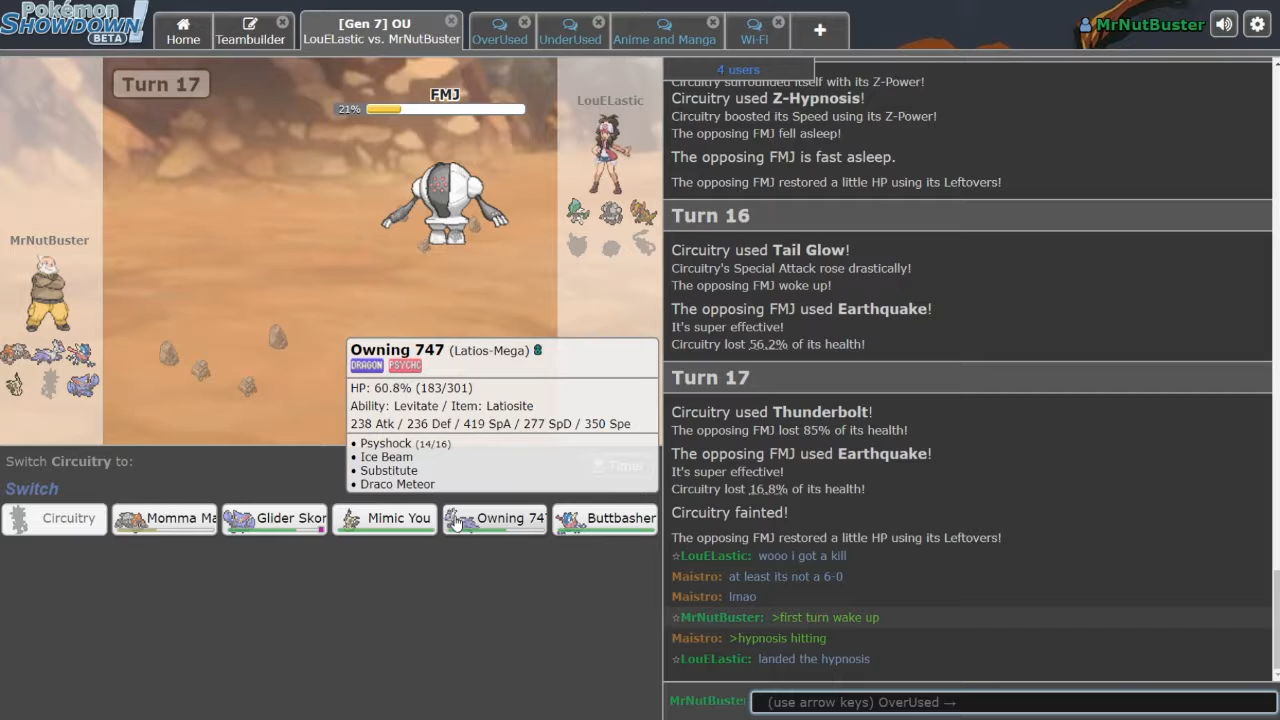 Pokémon
SHOWDOWN!
BETA
Home
Teambuilder
[Gen 7] OU
LouELastic vs. MrNutBuster
OverUsed
UnderUsed
Anime and Manga
Wi-Fi
+
MrNutBuster
Turn 17
FMJ
21%
LouELastic
MrNutBuster
4 users
Circuitry surrounded itself with its Z-Power!
Circuitry used Z-Hypnosis!
Circuitry boosted its Speed using its Z-Power!
The opposing FMJ fell asleep!
The opposing FMJ is fast asleep.
The opposing FMJ restored a little HP using its Leftovers!
Turn 16
Circuitry used Tail Glow!
Circuitry's Special Attack rose drastically!
The opposing FMJ woke up!
The opposing FMJ used Earthquake!
It's super effective!
Circuitry lost 56.2% of its health!
Turn 17
Circuitry used Thunderbolt!
The opposing FMJ lost 85% of its health!
The opposing FMJ used Earthquake!
It's super effective!
Circuitry lost 16.8% of its health!
Circuitry fainted!
The opposing FMJ restored a little HP using its Leftovers!
☆LouELastic: wooo i got a kill
Maistro: at least its not a 6-0
Maistro: lmao
☆MrNutBuster: >first turn wake up
Maistro: >hypnosis hitting
☆LouELastic: landed the hypnosis
MrNutBuster
(use arrow keys) OverUsed →
Owning 747 (Latios-Mega)
DRAGON PSYCHC
HP: 60.8% (183/301)
Ability: Levitate / Item: Latiosite
238 Atk / 236 Def / 419 SpA / 277 SpD / 350 Spe
• Psyshock (14/16)
• Ice Beam
• Substitute
• Draco Meteor
Timer
Switch Circuitry to:
Switch
Circuitry
Momma Ma
Glider Skor
Mimic You
Owning 747
Buttbasher